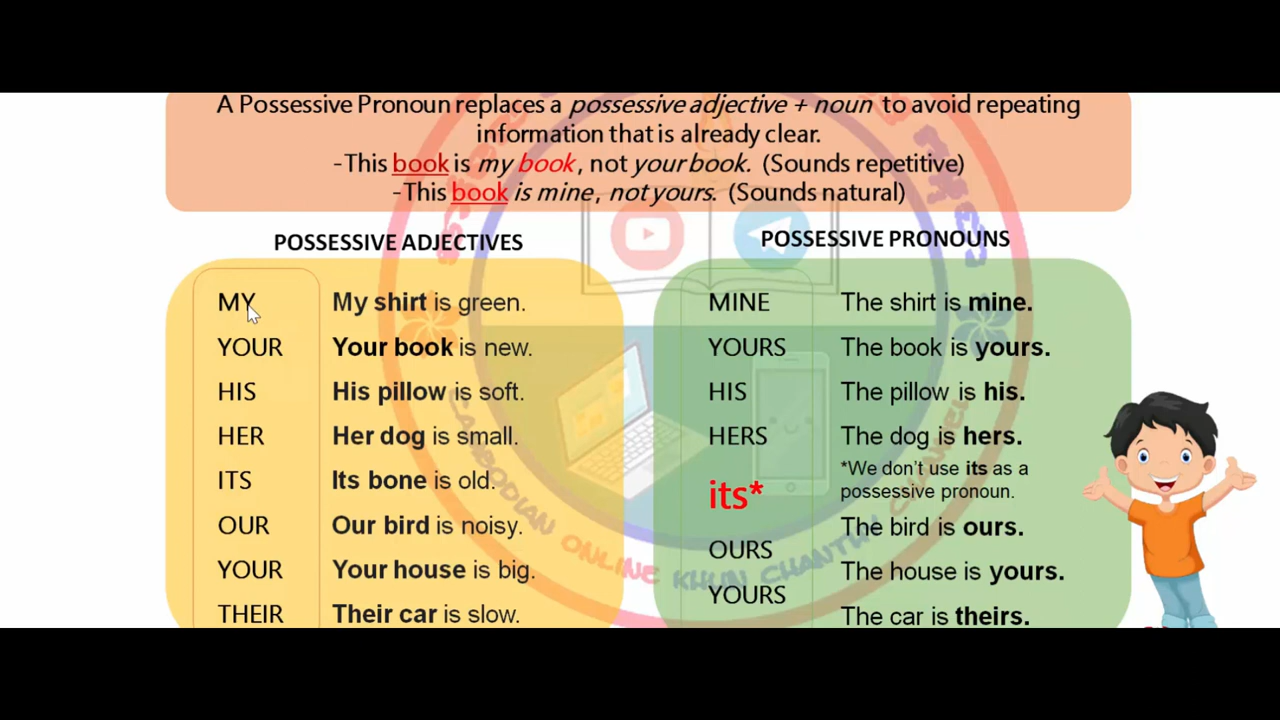 A Possessive Pronoun replaces a possessive adjective + noun to avoid repeating
information that is already clear.
-This book is my book, not your book. (Sounds repetitive)
-This book is mine, not yours. (Sounds natural)
POSSESSIVE ADJECTIVES
MY My shirt is green.
YOUR Your book is new.
HIS His pillow is soft.
HER Her dog is small.
ITS Its bone is old.
OUR Our bird is noisy.
YOUR Your house is big.
THEIR Their car is slow.
POSSESSIVE PRONOUNS
MINE The shirt is mine.
YOURS The book is yours.
HIS The pillow is his.
HERS The dog is hers.
its* *We don't use its as a
possessive pronoun.
OURS The bird is ours.
YOURS The house is yours.
The car is theirs.
CAMBODIAN ONLINE KHUN CHANTHY CHANNEL